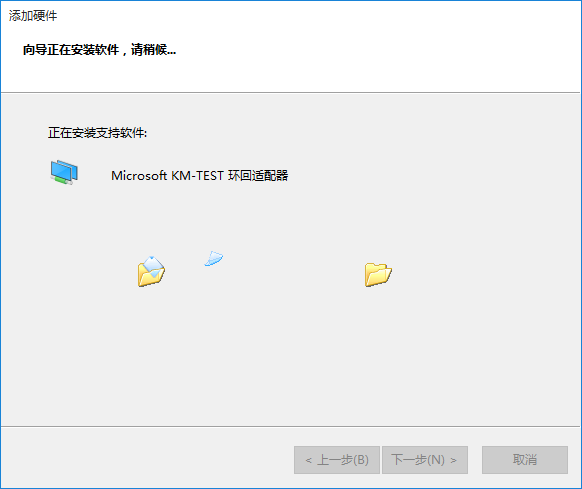 添加硬件
向导正在安装软件，请稍候...
正在安装支持软件:
Microsoft KM-TEST 环回适配器
< 上一步(B) 下一步(N) > 取消